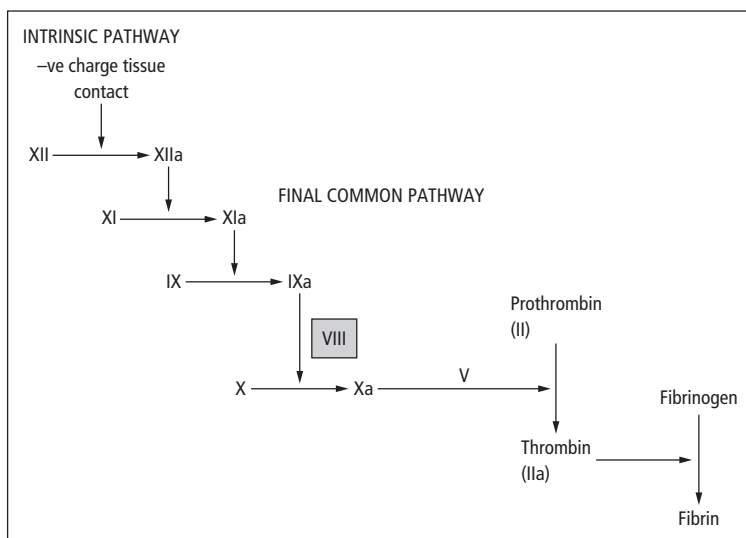 INTRINSIC PATHWAY
–ve charge tissue
contact
XII
XIIa
FINAL COMMON PATHWAY
XI
XIa
IX
IXa
Prothrombin
(II)
VIII
X
Xa
V
Fibrinogen
Thrombin
(IIa)
Fibrin